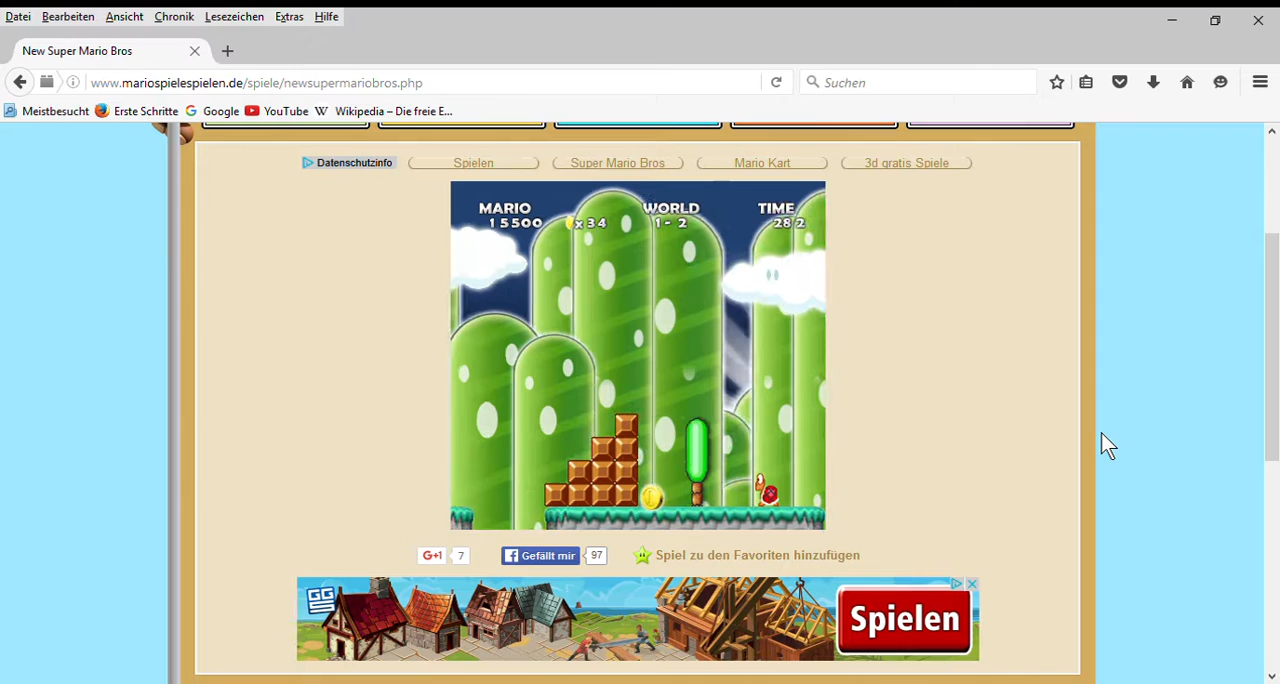 Datei Bearbeiten Ansicht Chronik Lesezeichen Extras Hilfe
New Super Mario Bros
www.mariospielespielen.de/spiele/newsupermariobros.php
Suchen
Meistbesucht Erste Schritte Google YouTube Wikipedia – Die freie E...
Datenschutzinfo Spielen Super Mario Bros Mario Kart 3d gratis Spiele
MARIO WORLD TIME
15500 x34 1-2 282
G+1 7 Gefällt mir 97 Spiel zu den Favoriten hinzufügen
GGS
Spielen